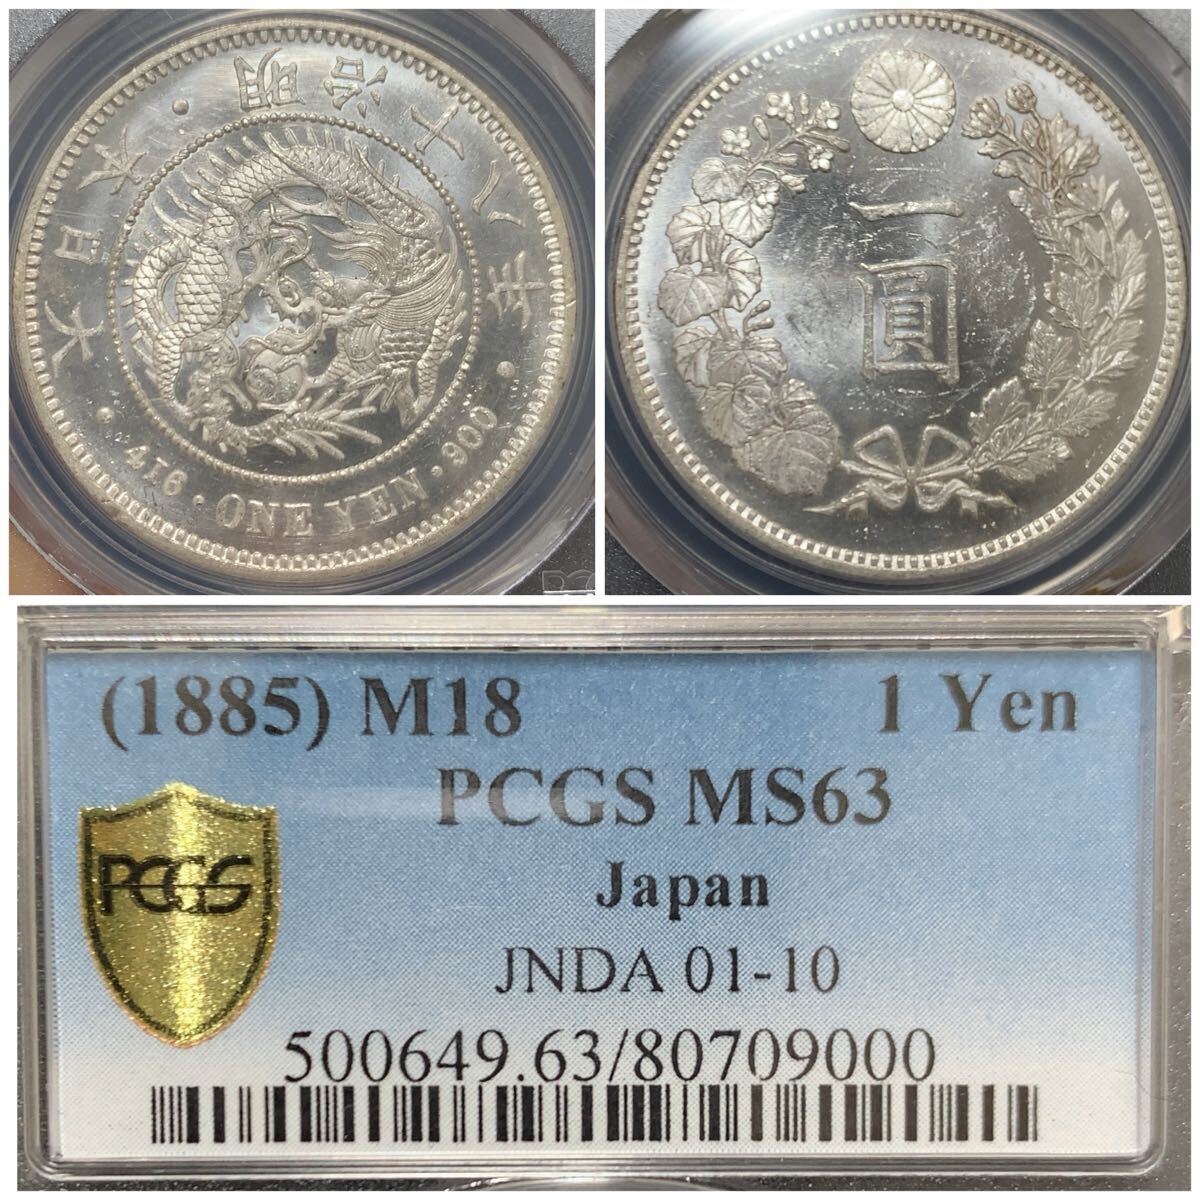 大日本・明治十八年・
416・ONE YEN・900
一圓
PCGS
(1885) M18
1 Yen
PCGS MS63
Japan
JNDA 01-10
500649.63/80709000
PCGS